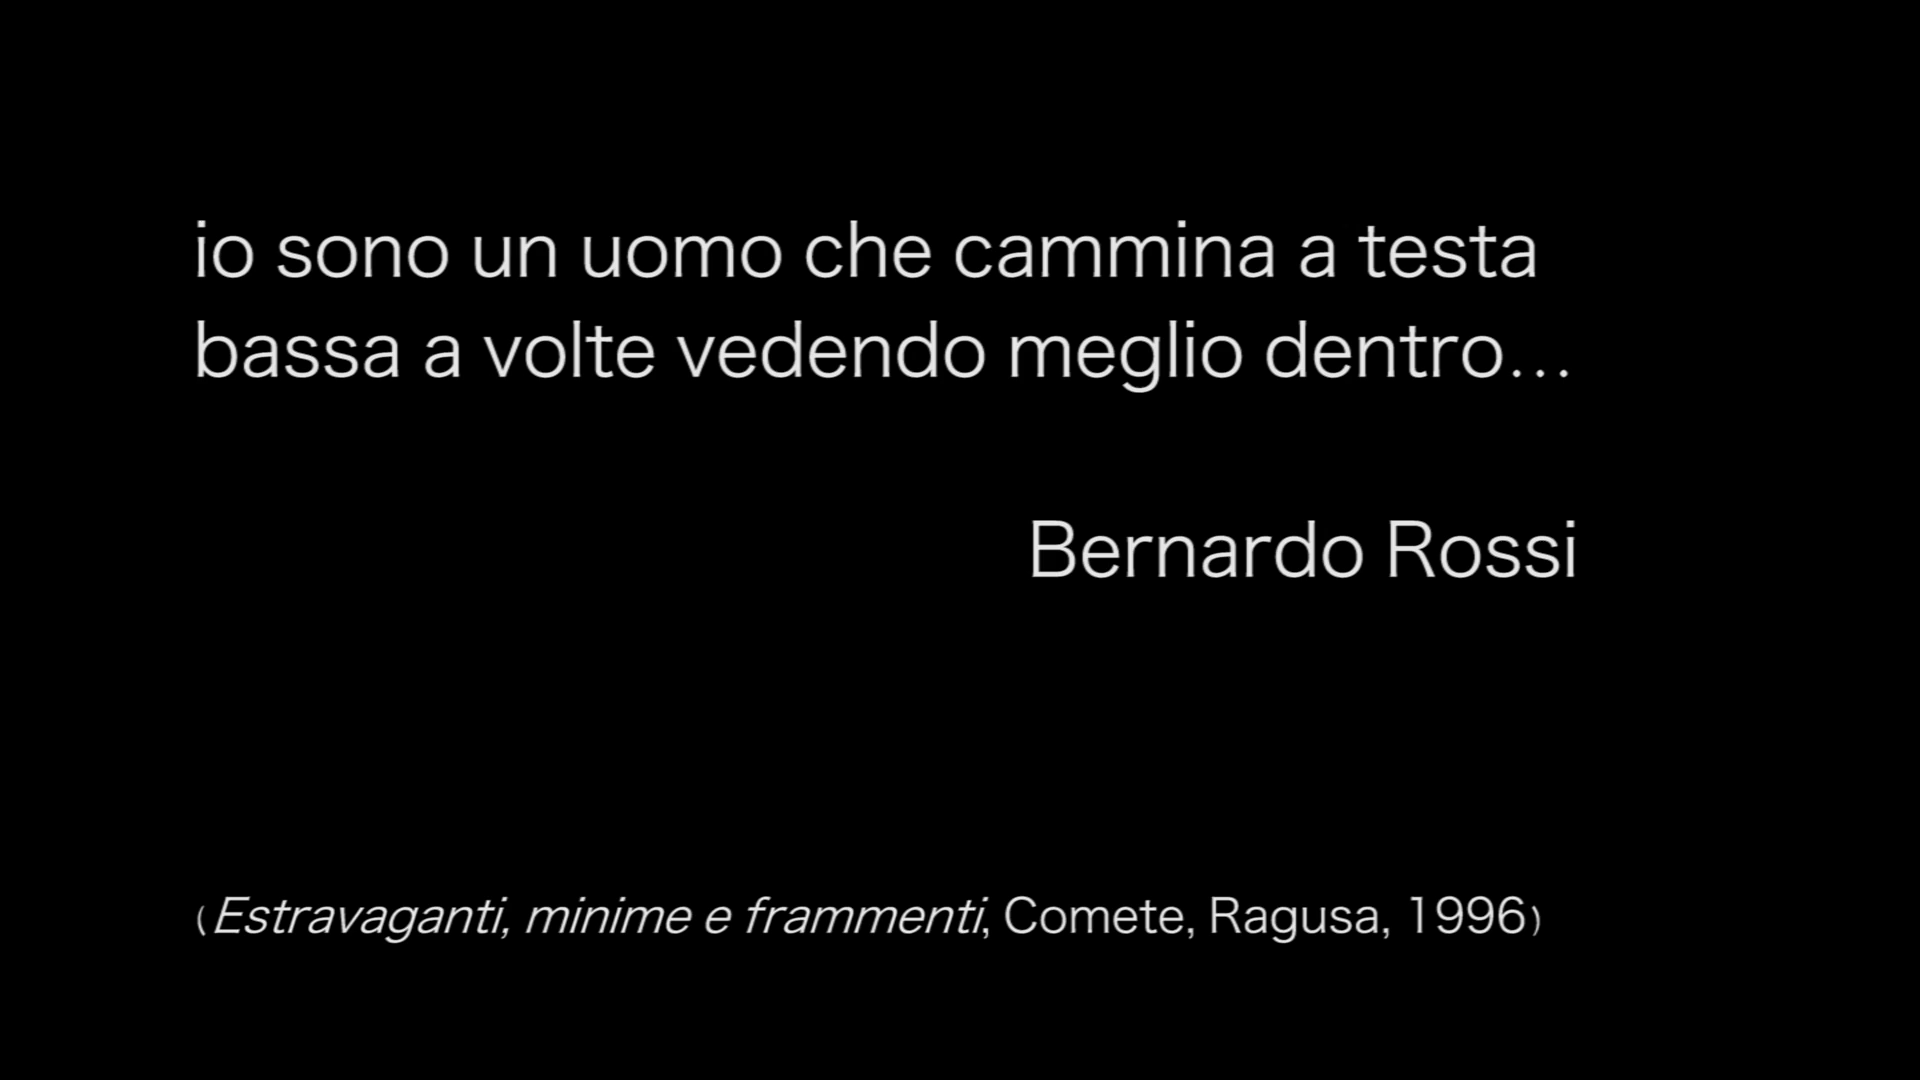 io sono un uomo che cammina a testa
bassa a volte vedendo meglio dentro...
Bernardo Rossi
(Estravaganti, minime e frammenti, Comete, Ragusa, 1996)